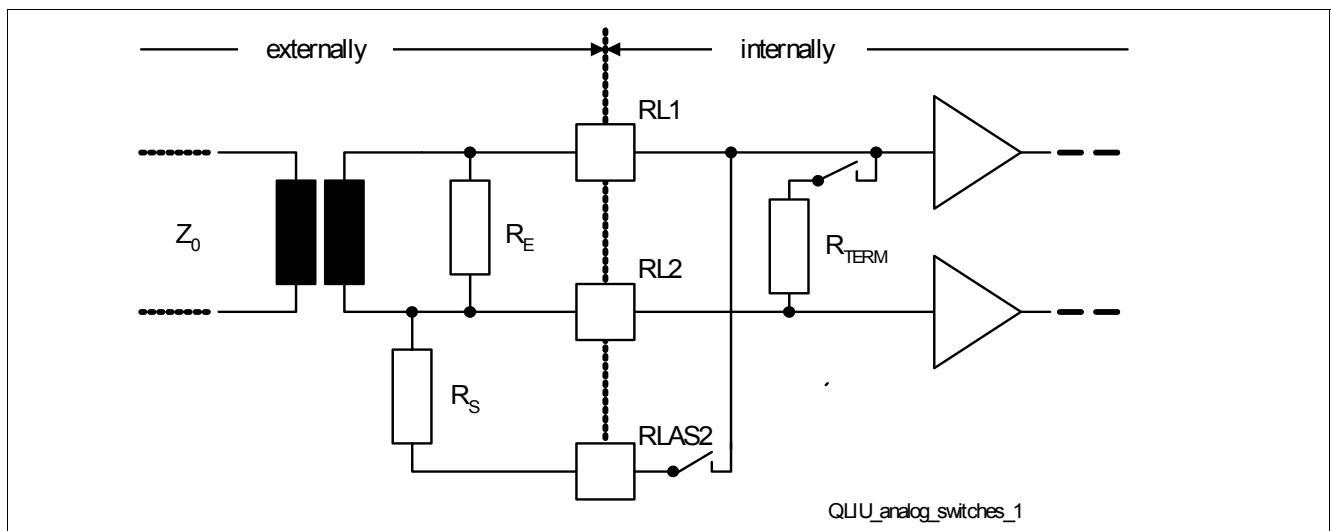 externally
internally
RL1
Z0
RE
RTERM
RL2
RS
RLAS2
QLIU_analog_switches_1